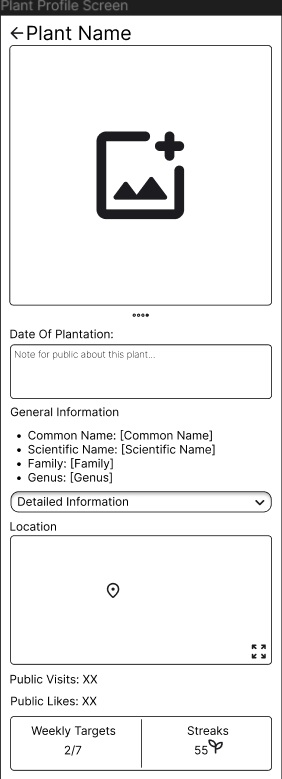 Plant Profile Screen
Plant Name
Date Of Plantation:
Note for public about this plant...
General Information
• Common Name: [Common Name]
• Scientific Name: [Scientific Name]
• Family: [Family]
• Genus: [Genus]
Detailed Information
Location
Public Visits: XX
Public Likes: XX
Weekly Targets
2/7
Streaks
55